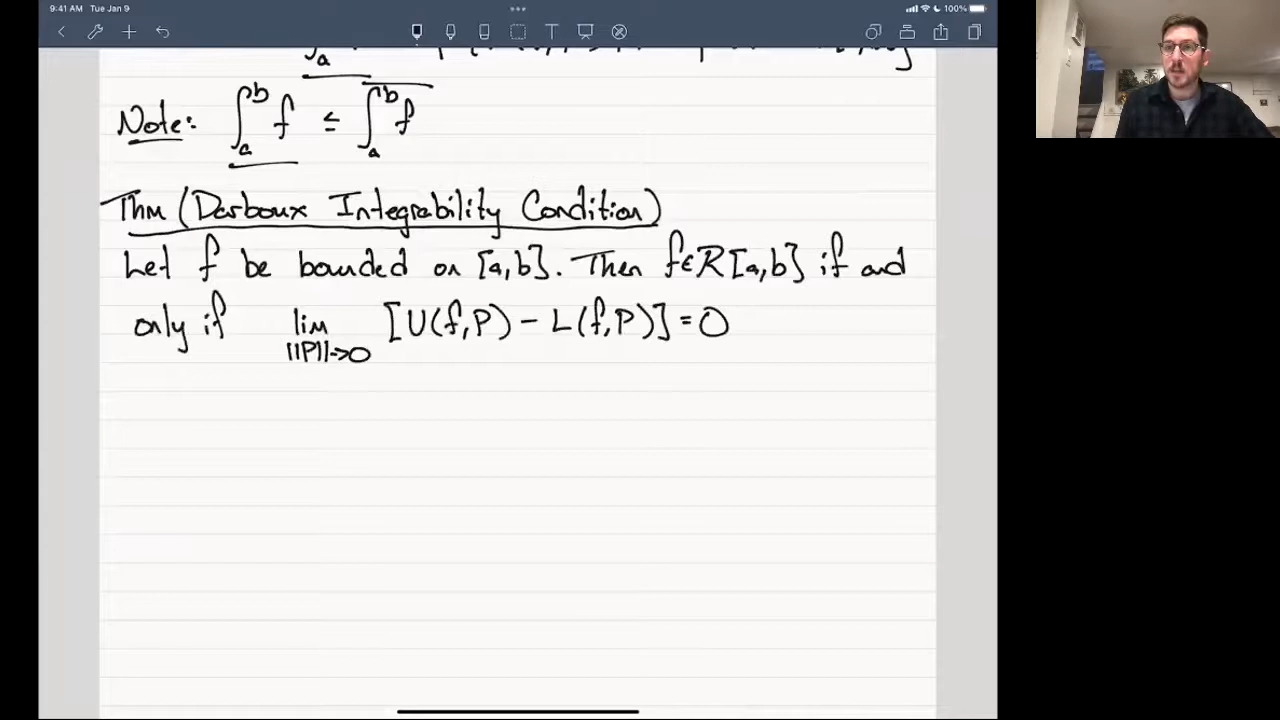 9:41 AM Tue Jan 9
100%
a
Note: ∫_a^b f ≤ ∫_a^b f
Thm (Darboux Integrability Condition)
Let f be bounded on [a,b]. Then f∈R[a,b] if and
only if lim [U(f,P) - L(f,P)] = 0
||P||->0